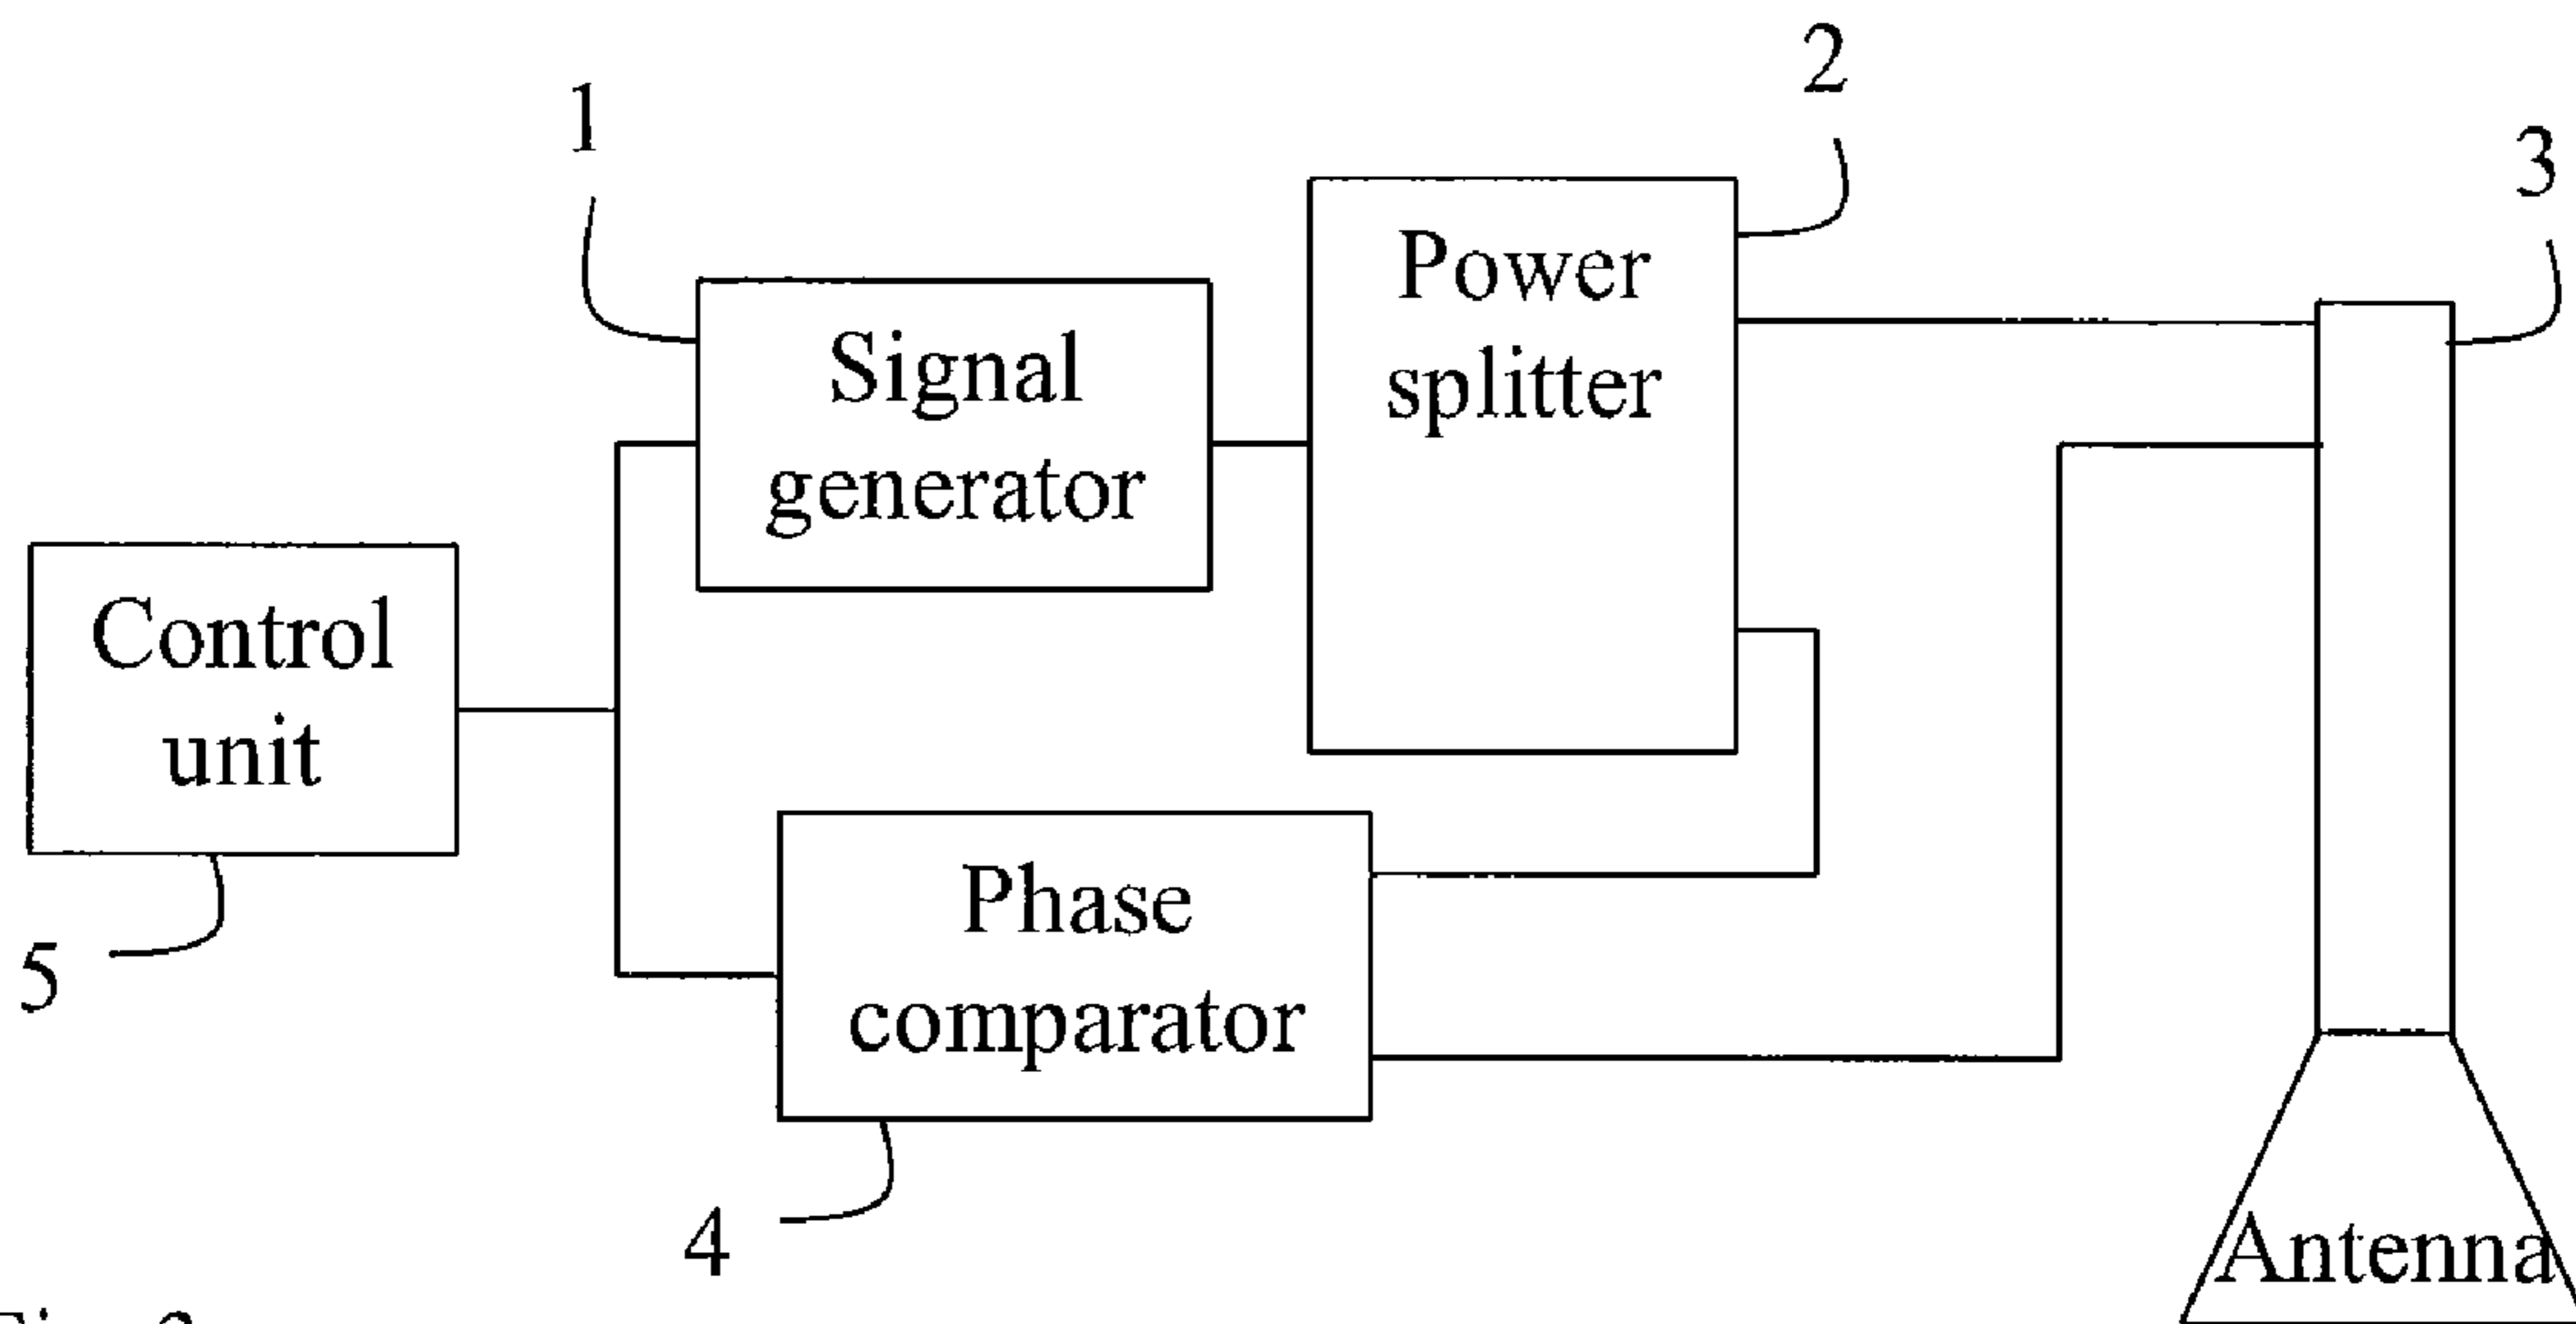 1
2
3
Power
splitter
Signal
generator
Control
unit
Phase
comparator
5
4
Antenna